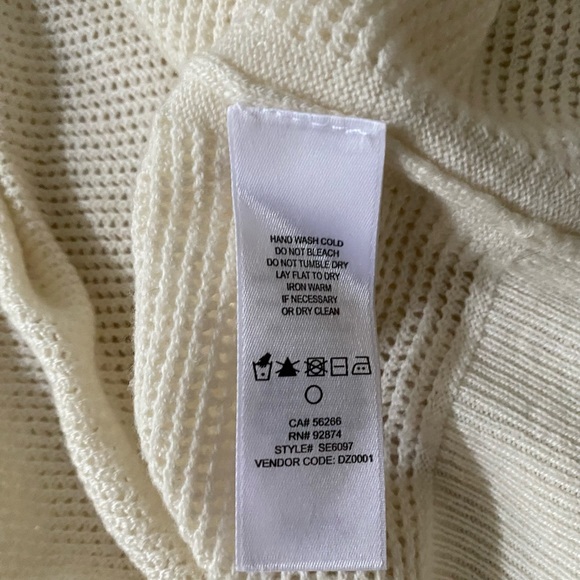 HAND WASH COLD
DO NOT BLEACH
DO NOT TUMBLE DRY
LAY FLAT TO DRY
IRON WARM
IF NECESSARY
OR DRY CLEAN
CA# 56266
RN# 92874
STYLE# SE6097
VENDOR CODE: DZ0001